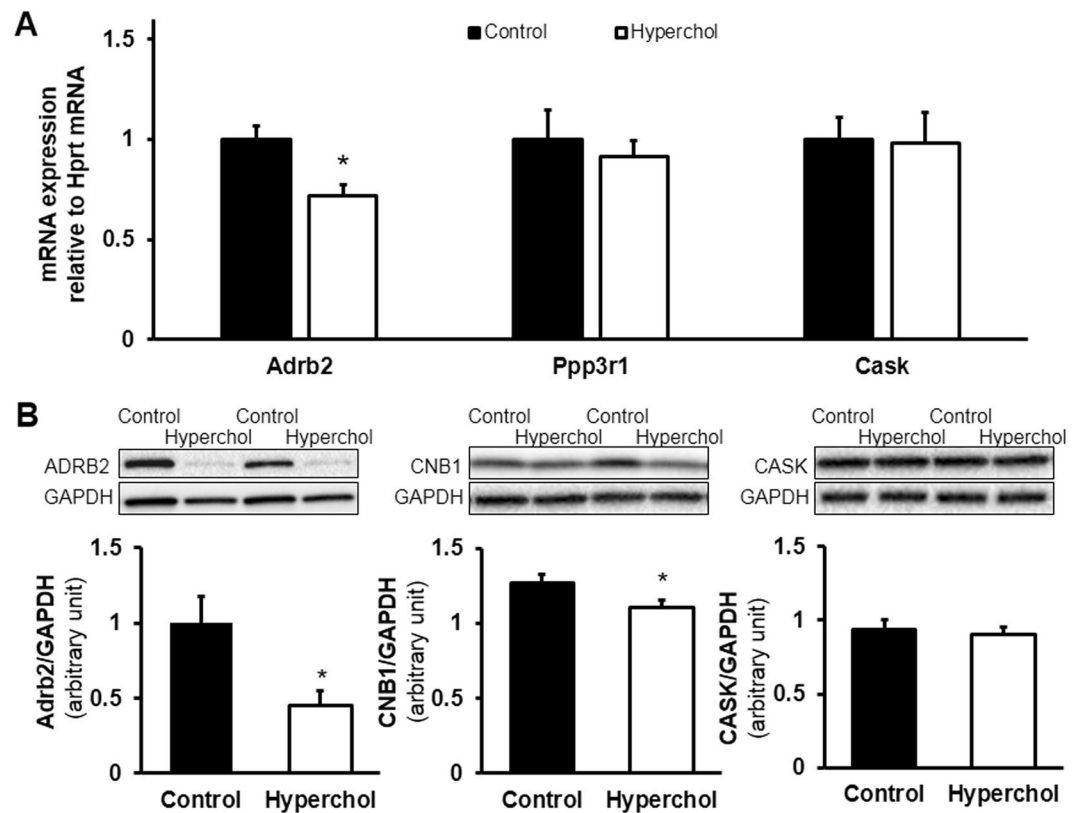 A
1.5
Control Hyperchol
mRNA expression
relative to Hprt mRNA
1
*
0.5
0
Adrb2 Ppp3r1 Cask
B
Control Control
Hyperchol Hyperchol
ADRB2
GAPDH
1.5
Adrb2/GAPDH
(arbitrary unit)
1
*
0.5
0
Control Hyperchol
Control Control
Hyperchol Hyperchol
CNB1
GAPDH
1.5
CNB1/GAPDH
(arbitrary unit)
*
1
0.5
0
Control Hyperchol
Control Control
Hyperchol Hyperchol
CASK
GAPDH
1.5
CASK/GAPDH
(arbitrary unit)
1
0.5
0
Control Hyperchol